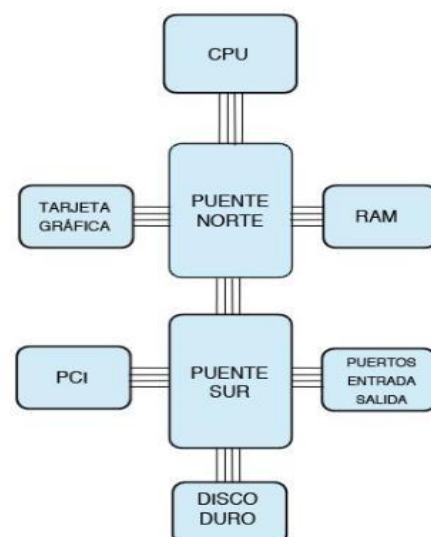 CPU
TARJETA
GRÁFICA
PUENTE
NORTE
RAM
PCI
PUENTE
SUR
PUERTOS
ENTRADA
SALIDA
DISCO
DURO